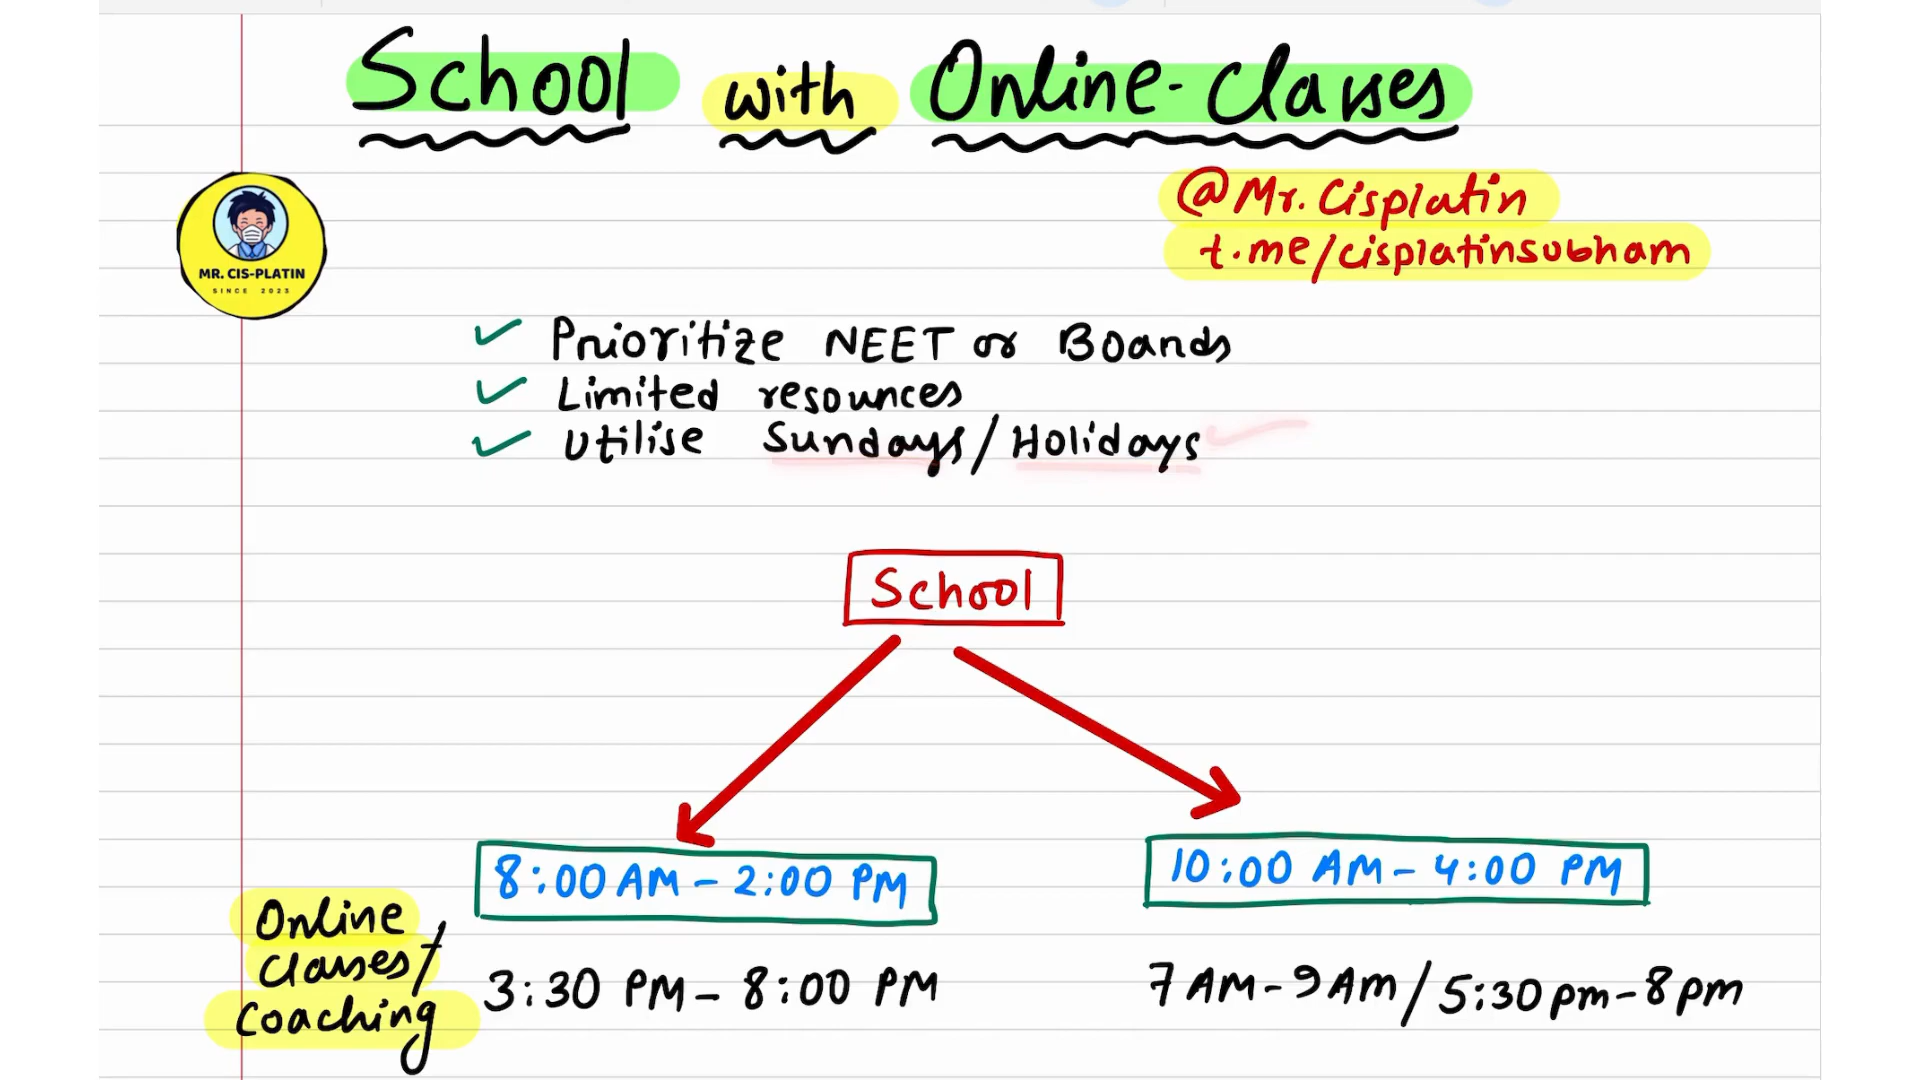 School with Online-Classes
@Mr. Cisplatin
t.me/cisplatinsubham
MR. CIS-PLATIN
SINCE 2023
Prioritize NEET or Boards
Limited resources
Utilise Sundays/Holidays
School
8:00 AM - 2:00 PM
10:00 AM - 4:00 PM
Online
Classes/
Coaching
3:30 PM - 8:00 PM
7 AM - 9 AM / 5:30 pm - 8 pm